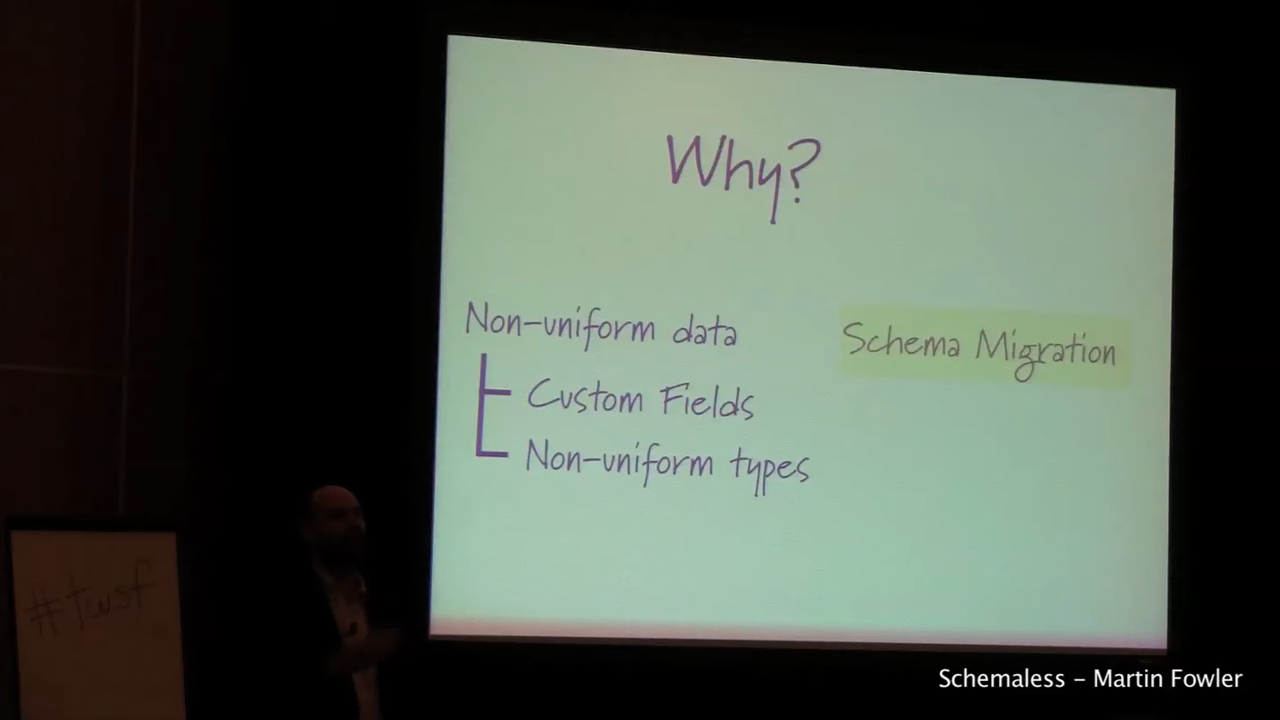 Why?
Non-uniform data
Custom Fields
Non-uniform types
Schema Migration
#twsf
Schemaless - Martin Fowler